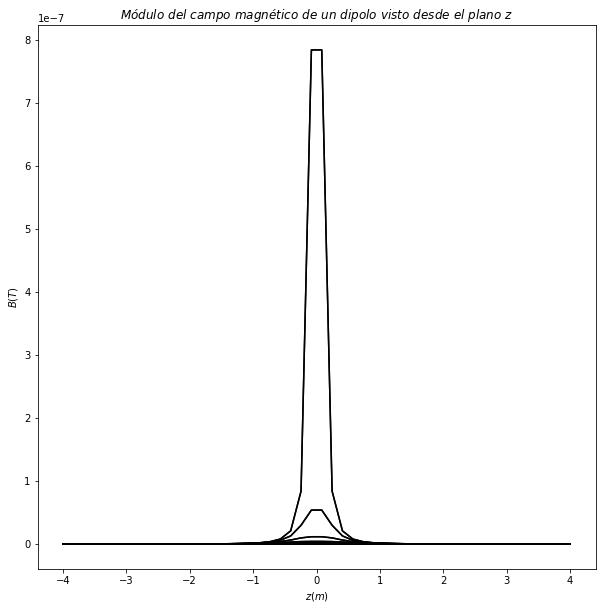 Módulo del campo magnético de un dipolo visto desde el plano z
1e−7
8
7
6
5
4
3
2
1
0
B(T)
−4 −3 −2 −1 0 1 2 3 4
z(m)